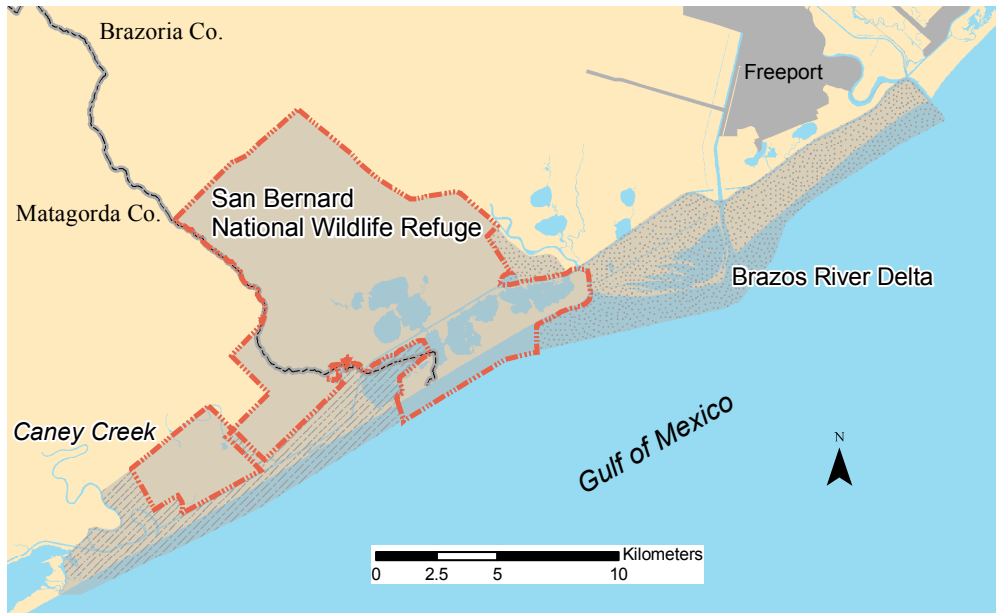 Brazoria Co.
Freeport
San Bernard
National Wildlife Refuge
Matagorda Co.
Brazos River Delta
Gulf of Mexico
Caney Creek
N
Kilometers
0 2.5 5 10